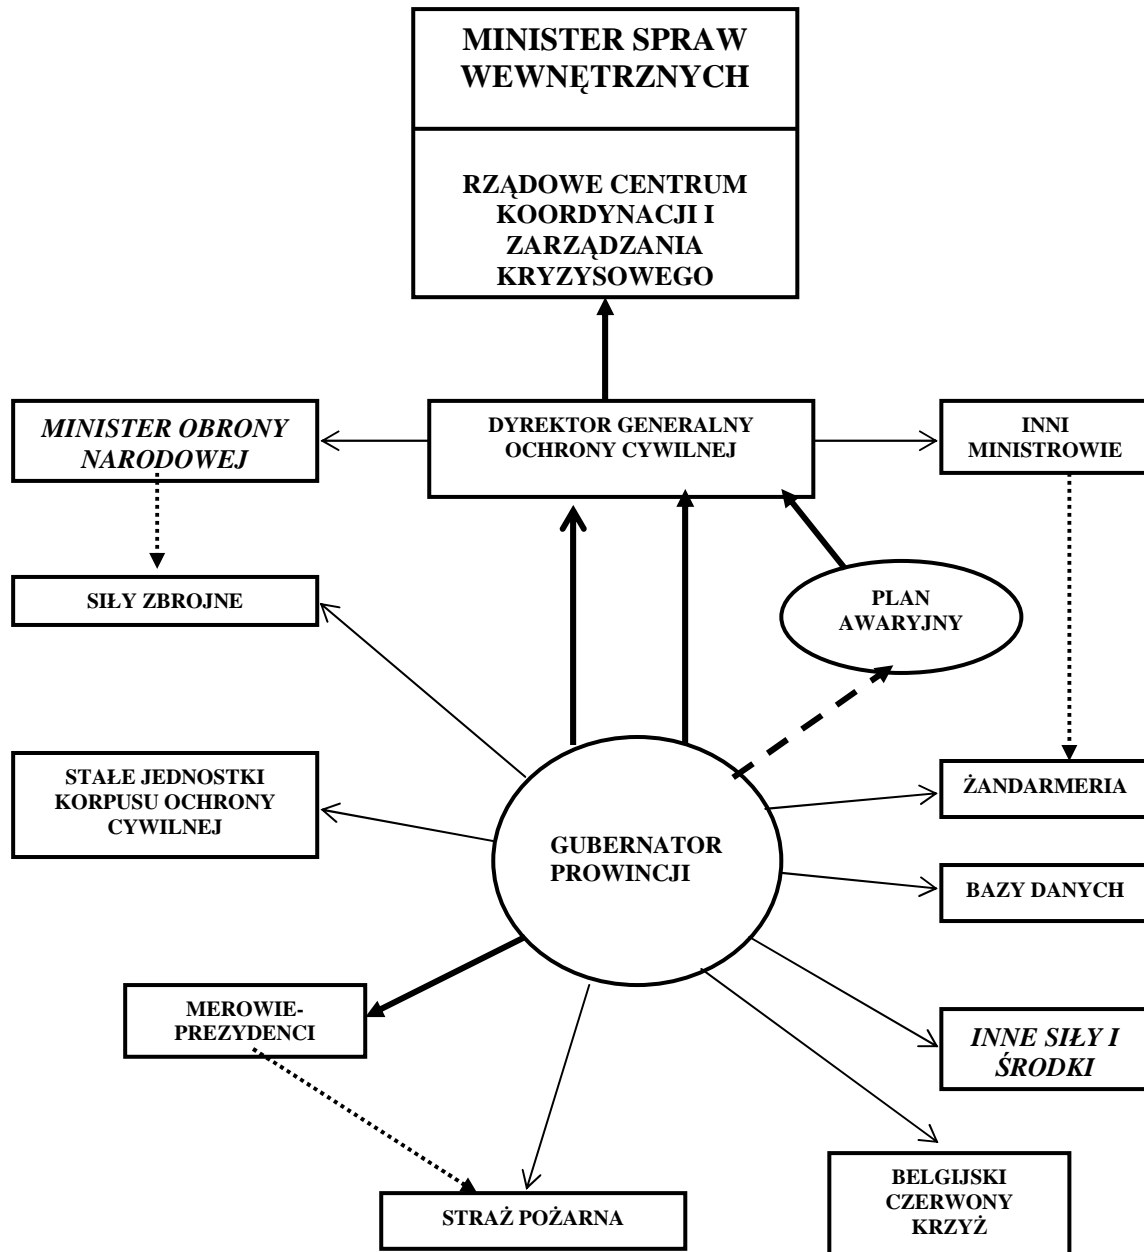 MINISTER SPRAW
WEWNĘTRZNYCH
RZĄDOWE CENTRUM
KOORDYNACJI I
ZARZĄDZANIA
KRYZYSOWEGO
MINISTER OBRONY
NARODOWEJ
DYREKTOR GENERALNY
OCHRONY CYWILNEJ
INNI
MINISTROWIE
SIŁY ZBROJNE
PLAN
AWARYJNY
STAŁE JEDNOSTKI
KORPUSU OCHRONY
CYWILNEJ
GUBERNATOR
PROWINCJI
ŻANDARMERIA
BAZY DANYCH
MEROWIE-
PREZYDENCI
INNE SIŁY I
ŚRODKI
STRAŻ POŻARNA
BELGIJSKI
CZERWONY
KRZYŻ